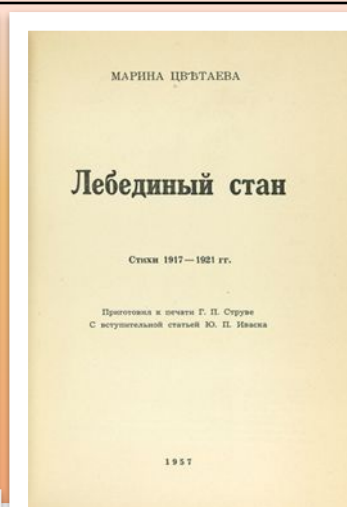 МАРИНА ЦВѢТАЕВА
Лебединый стан
Стихи 1917—1921 гг.
Приготовил к печати Г. П. Струве
С вступительной статьей Ю. П. Иваска
1957